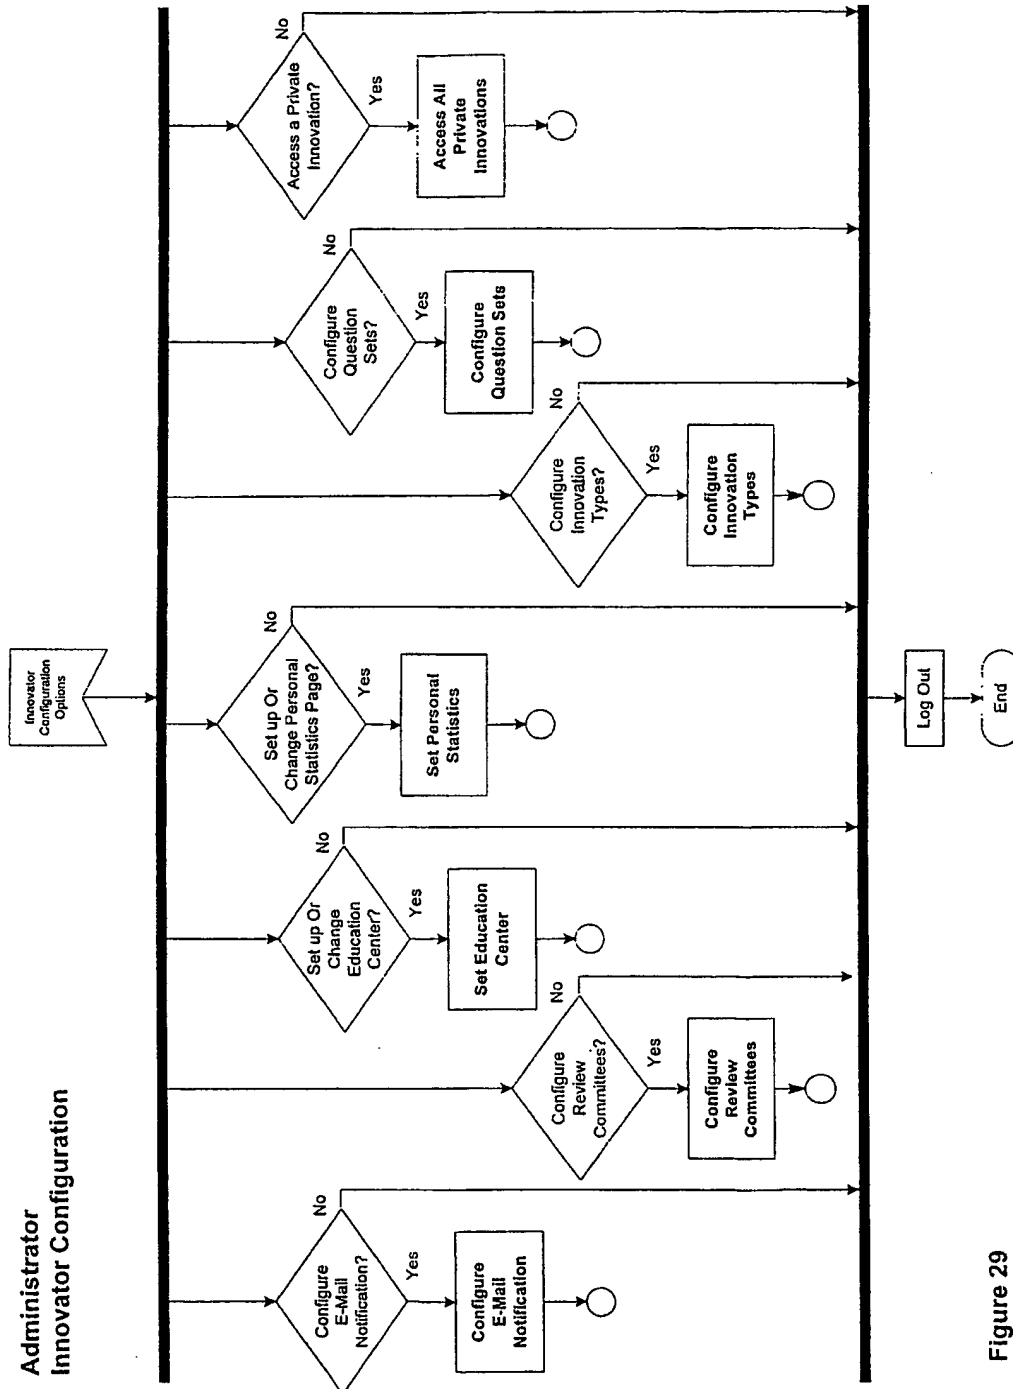 Administrator
Innovator Configuration
Innovator
Configuration
Options
Configure
E-Mail
Notification?
No
Yes
Configure
E-Mail
Notification
Configure
Review
Committees?
No
Yes
Configure
Review
Committees
Set up Or
Change
Education
Center?
No
Yes
Set Education
Center
Set up Or
Change Personal
Statistics Page?
No
Yes
Set Personal
Statistics
Configure
Innovation
Types?
No
Yes
Configure
Innovation
Types
Configure
Question
Sets?
No
Yes
Configure
Question Sets
Access a Private
Innovation?
No
Yes
Access All
Private
Innovations
Log Out
End
Figure 29